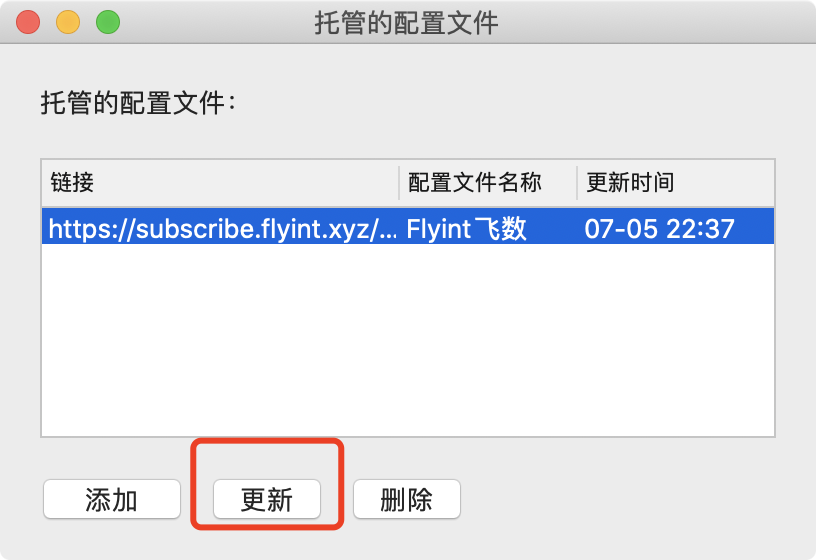 托管的配置文件
托管的配置文件：
链接 配置文件名称 更新时间
https://subscribe.flyint.xyz/... Flyint 飞数 07-05 22:37
添加 更新 删除